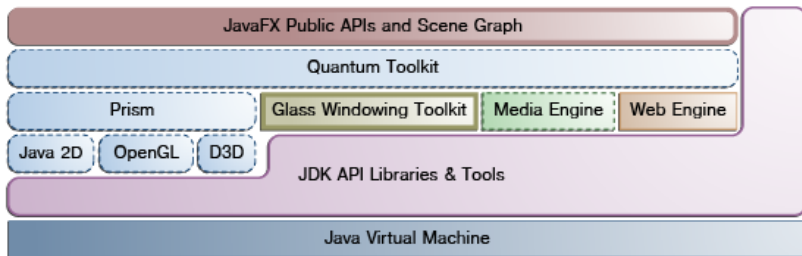 JavaFX Public APIs and Scene Graph
Quantum Toolkit
Prism
Glass Windowing Toolkit
Media Engine
Web Engine
Java 2D
OpenGL
D3D
JDK API Libraries & Tools
Java Virtual Machine